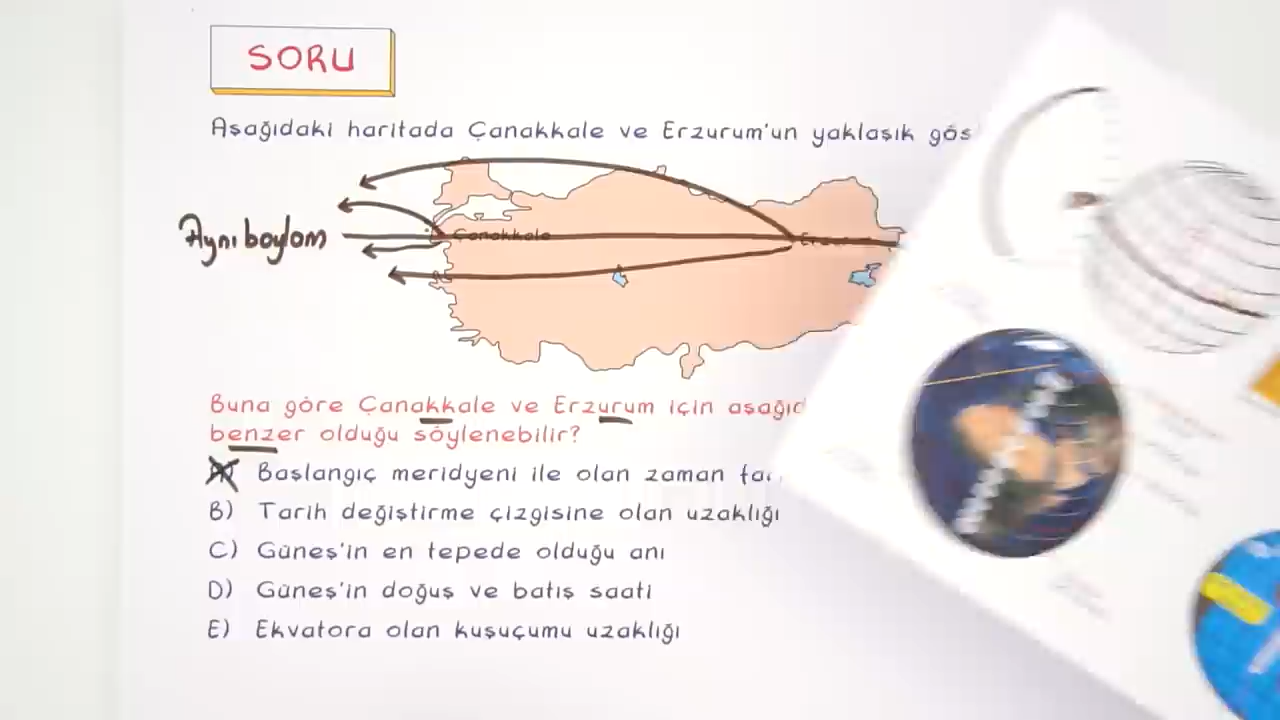 SORU
Aşağıdaki haritada Çanakkale ve Erzurum'un yaklaşık gös
Aynı boylam
Çanakkale
Buna göre Çanakkale ve Erzurum için aşağıd
benzer olduğu söylenebilir?
A) Başlangıç meridyeni ile olan zaman
B) Tarih değiştirme çizgisine olan uzaklığı
C) Güneş'in en tepede olduğu anı
D) Güneş'in doğuş ve batış saati
E) Ekvatora olan kuşuçumu uzaklığı